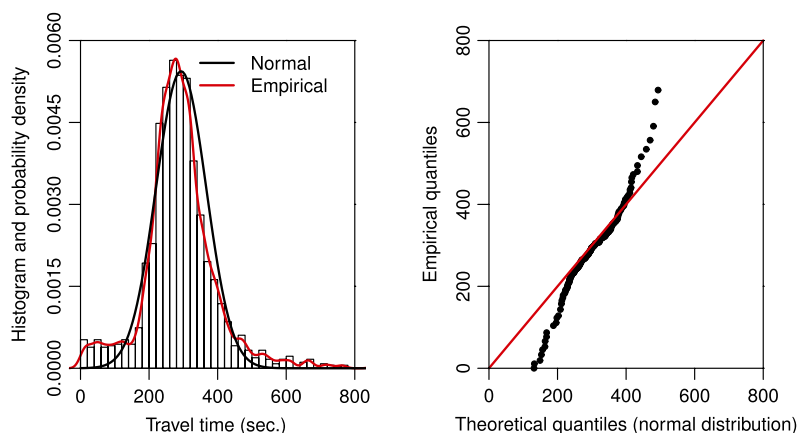 Histogram and probability density
0.0060
0.0045
0.0030
0.0015
0.0000
Normal
Empirical
0 200 400 600 800
Travel time (sec.)
Empirical quantiles
800
600
400
200
0
0 200 400 600 800
Theoretical quantiles (normal distribution)